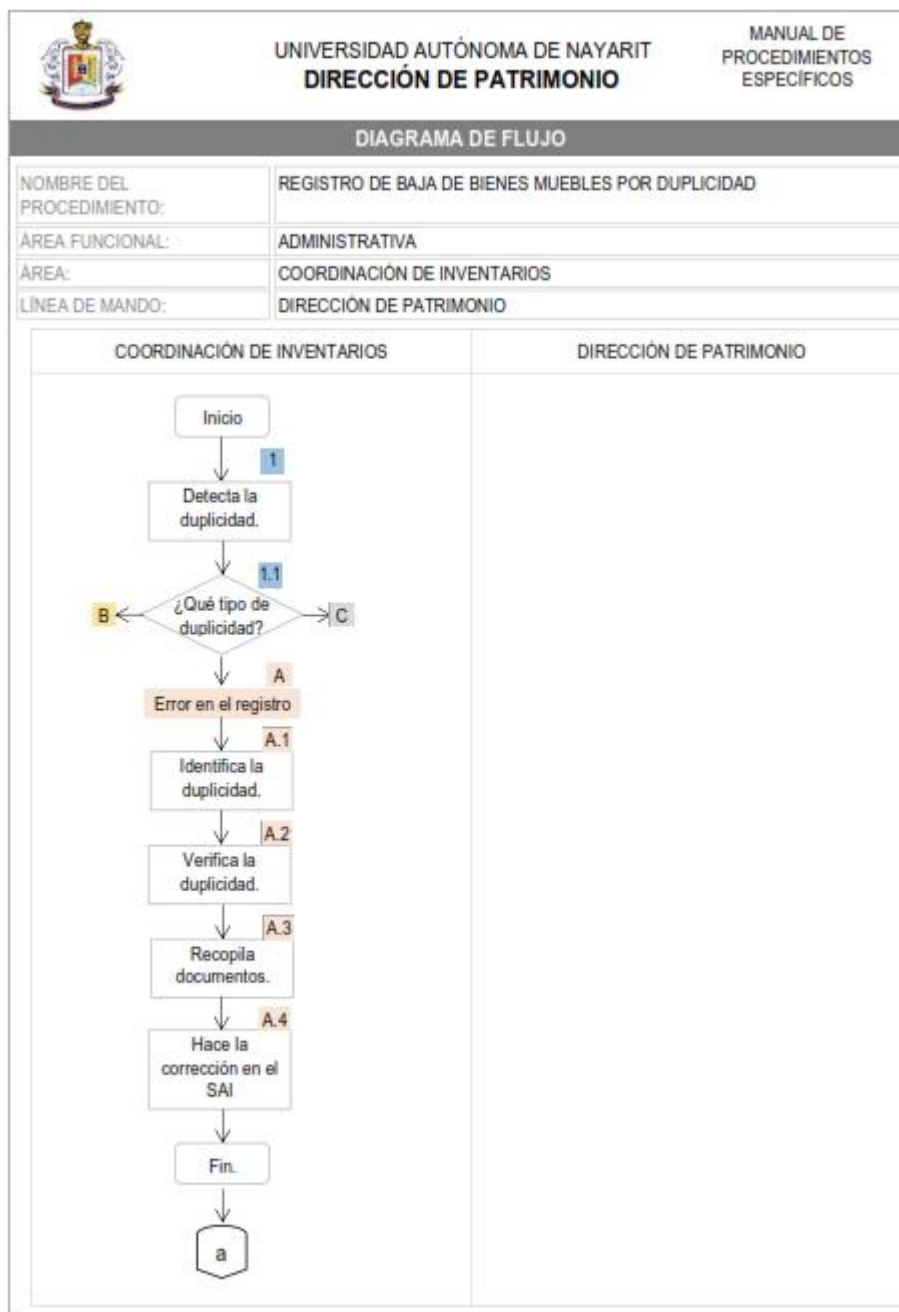 UNIVERSIDAD AUTÓNOMA DE NAYARIT
DIRECCIÓN DE PATRIMONIO
MANUAL DE
PROCEDIMIENTOS
ESPECÍFICOS
DIAGRAMA DE FLUJO
NOMBRE DEL
PROCEDIMIENTO:
REGISTRO DE BAJA DE BIENES MUEBLES POR DUPLICIDAD
ÁREA FUNCIONAL:
ADMINISTRATIVA
ÁREA:
COORDINACIÓN DE INVENTARIOS
LÍNEA DE MANDO:
DIRECCIÓN DE PATRIMONIO
COORDINACIÓN DE INVENTARIOS
DIRECCIÓN DE PATRIMONIO
Inicio
1
Detecta la
duplicidad.
1.1
¿Qué tipo de
duplicidad?
B
C
A
Error en el registro
A.1
Identifica la
duplicidad.
A.2
Verifica la
duplicidad.
A.3
Recopila
documentos.
A.4
Hace la
corrección en el
SAI
Fin.
a